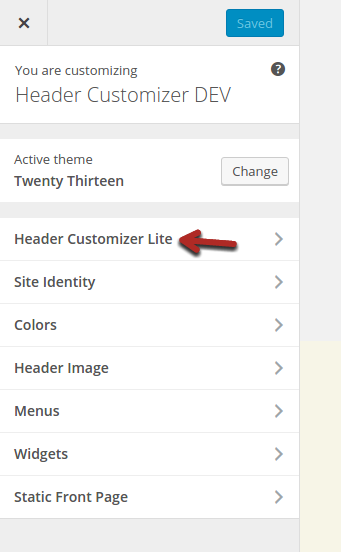 Saved
You are customizing
Header Customizer DEV
Active theme
Twenty Thirteen
Change
Header Customizer Lite
Site Identity
Colors
Header Image
Menus
Widgets
Static Front Page